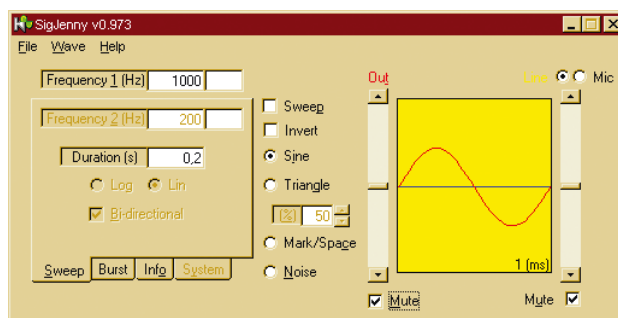 SigJenny v0.973
File Wave Help
Frequency 1 (Hz) 1000
Out
Line Mic
Frequency 2 (Hz) 200
Sweep
Invert
Duration (s) 0,2
Sine
Log Lin
Triangle
Bi-directional
(%) 50
Mark/Space
Noise
1 (ms)
Sweep Burst Info System
Mute
Mute